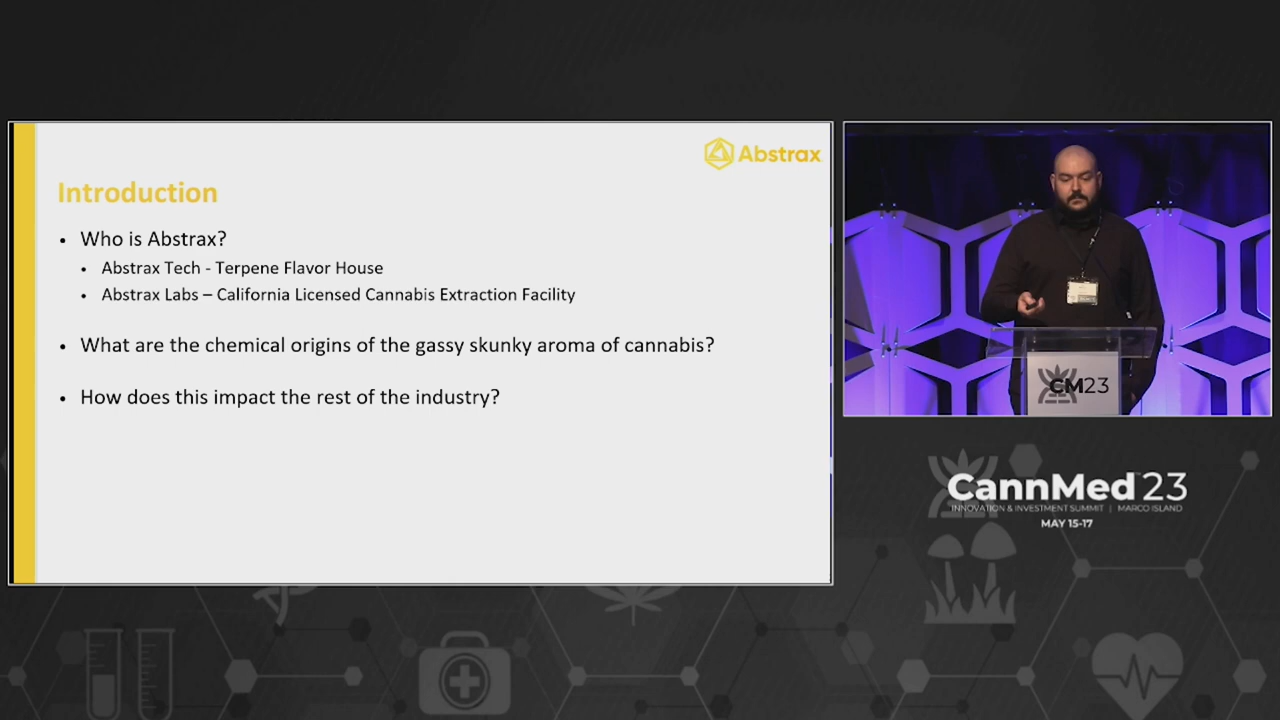 Abstrax
Introduction
• Who is Abstrax?
• Abstrax Tech - Terpene Flavor House
• Abstrax Labs – California Licensed Cannabis Extraction Facility
• What are the chemical origins of the gassy skunky aroma of cannabis?
• How does this impact the rest of the industry?
CM23
CannMed 23
INNOVATION & INVESTMENT SUMMIT | MARCO ISLAND
MAY 15-17